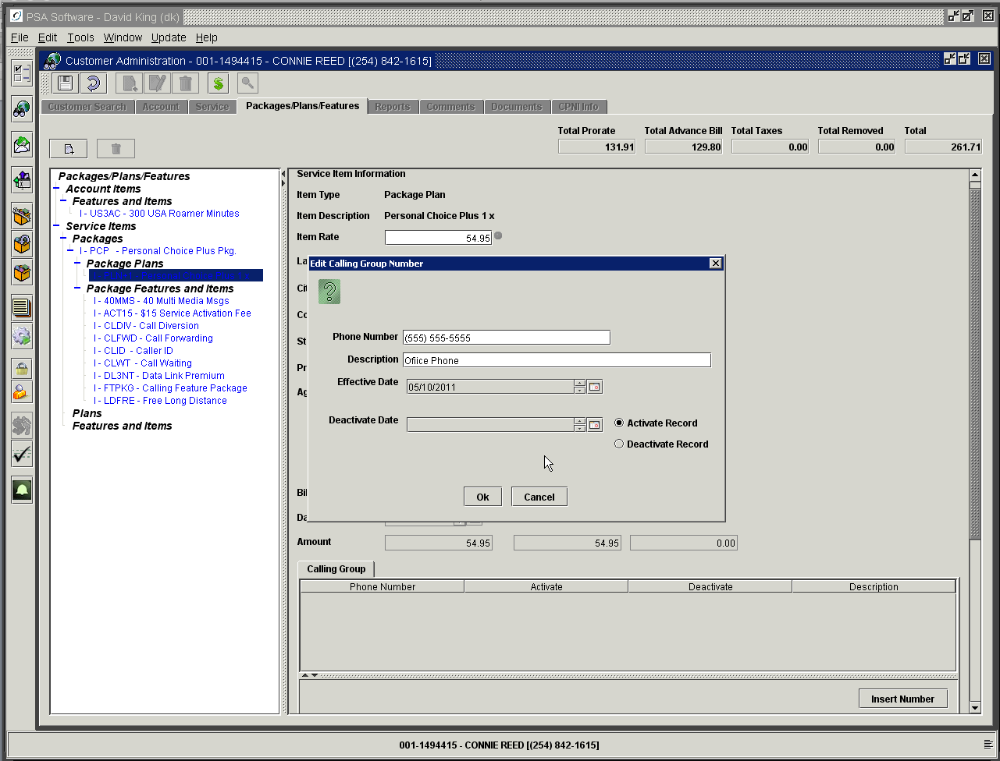 PSA Software - David King (dk)
File Edit Tools Window Update Help
Customer Administration - 001-1494415 - CONNIE REED [(254) 842-1615]
Customer Search Account Service Packages/Plans/Features Reports Comments Documents CPNI Info
Total Prorate Total Advance Bill Total Taxes Total Removed Total
131.91 129.80 0.00 0.00 261.71
Packages/Plans/Features
Account Items
Features and Items
I - US3AC - 300 USA Roamer Minutes
Service Items
Packages
I - PCP - Personal Choice Plus Pkg.
Package Plans
Package Features and Items
I - 40MMS - 40 Multi Media Msgs
I - ACT15 - $15 Service Activation Fee
I - CLDIV - Call Diversion
I - CLFWD - Call Forwarding
I - CLID - Caller ID
I - CLWT - Call Waiting
I - DL3NT - Data Link Premium
I - FTPKG - Calling Feature Package
I - LDFRE - Free Long Distance
Plans
Features and Items
Service Item Information
Item Type Package Plan
Item Description Personal Choice Plus 1 x
Item Rate 54.95
La
Cit
Co
St
Pr
Ag
Bil
Da
Edit Calling Group Number
Phone Number (555) 555-5555
Description Ofiice Phone
Effective Date 05/10/2011
Deactivate Date
Activate Record
Deactivate Record
Ok Cancel
Amount 54.95 54.95 0.00
Calling Group
Phone Number Activate Deactivate Description
Insert Number
001-1494415 - CONNIE REED [(254) 842-1615]